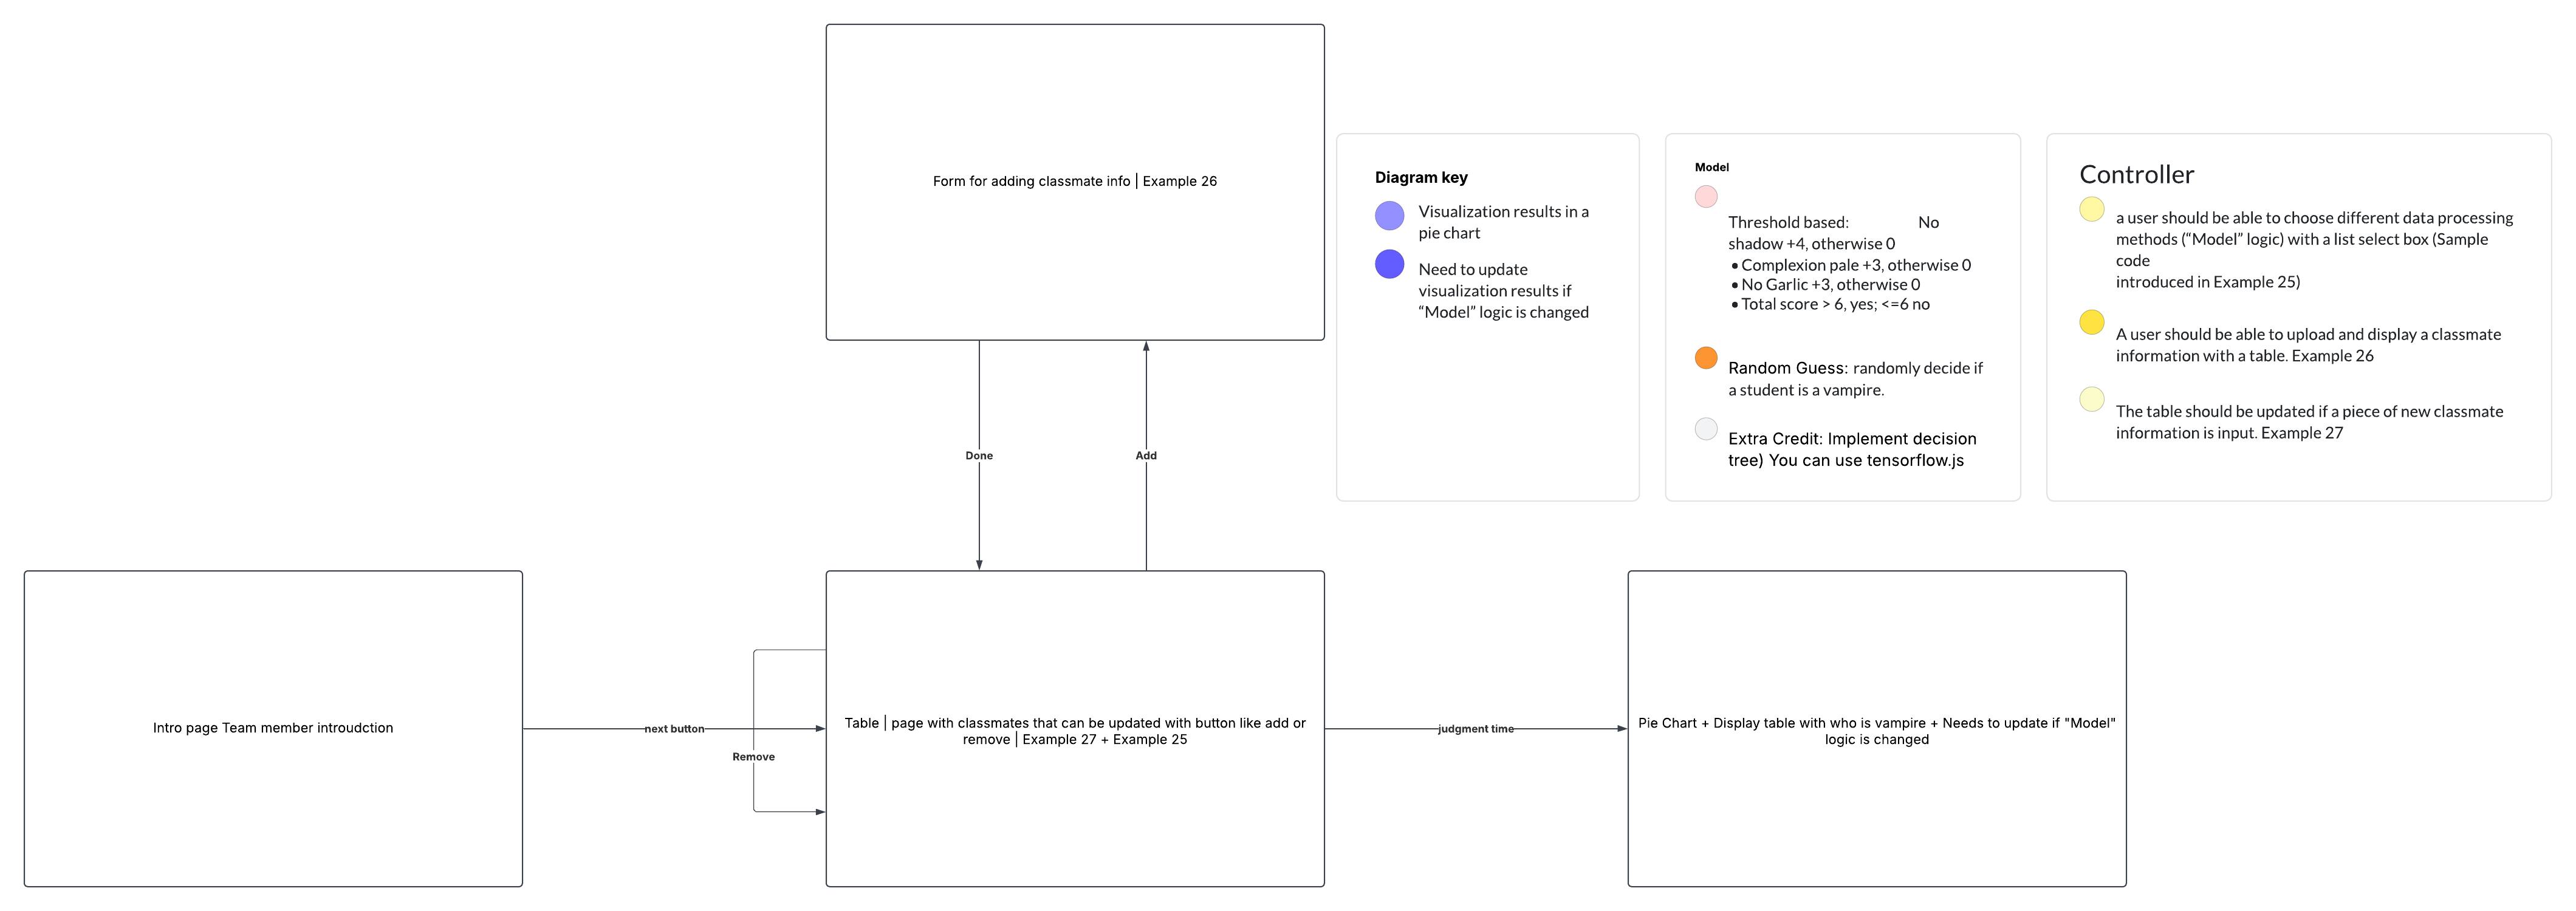 Form for adding classmate info | Example 26
Diagram key
Visualization results in a
pie chart
Need to update
visualization results if
“Model” logic is changed
Model
Threshold based: No
shadow +4, otherwise 0
• Complexion pale +3, otherwise 0
• No Garlic +3, otherwise 0
• Total score > 6, yes; <=6 no
Random Guess: randomly decide if
a student is a vampire.
Extra Credit: Implement decision
tree) You can use tensorflow.js
Controller
a user should be able to choose different data processing
methods (“Model” logic) with a list select box (Sample
code
introduced in Example 25)
A user should be able to upload and display a classmate
information with a table. Example 26
The table should be updated if a piece of new classmate
information is input. Example 27
Done
Add
Intro page Team member introudction
next button
Remove
Table | page with classmates that can be updated with button like add or
remove | Example 27 + Example 25
judgment time
Pie Chart + Display table with who is vampire + Needs to update if "Model"
logic is changed